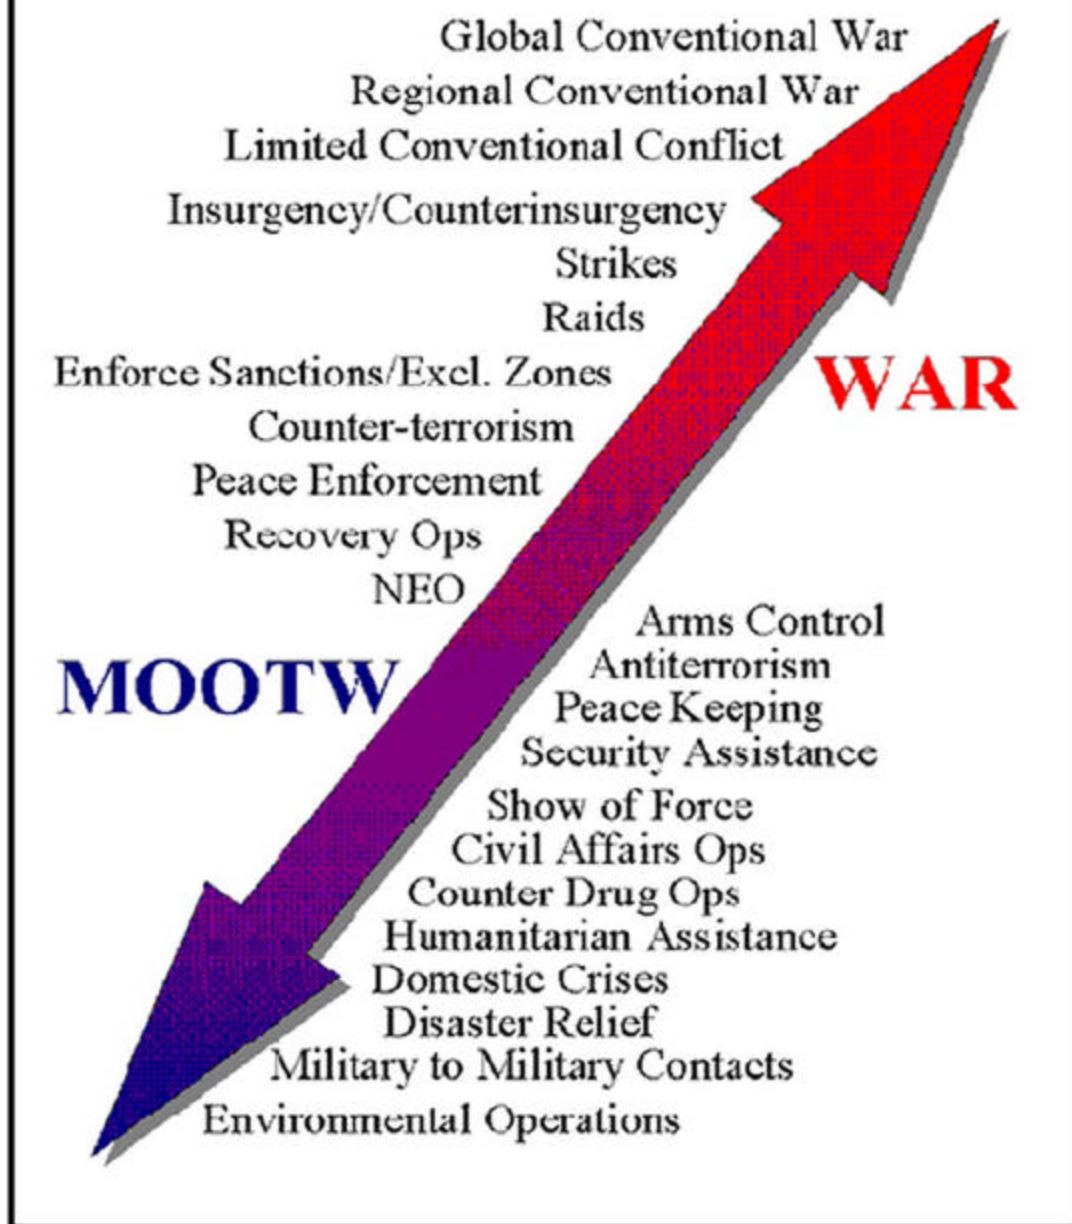 Global Conventional War
Regional Conventional War
Limited Conventional Conflict
Insurgency/Counterinsurgency
Strikes
Raids
Enforce Sanctions/Excl. Zones
WAR
Counter-terrorism
Peace Enforcement
Recovery Ops
NEO
Arms Control
Antiterrorism
MOOTW
Peace Keeping
Security Assistance
Show of Force
Civil Affairs Ops
Counter Drug Ops
Humanitarian Assistance
Domestic Crises
Disaster Relief
Military to Military Contacts
Environmental Operations